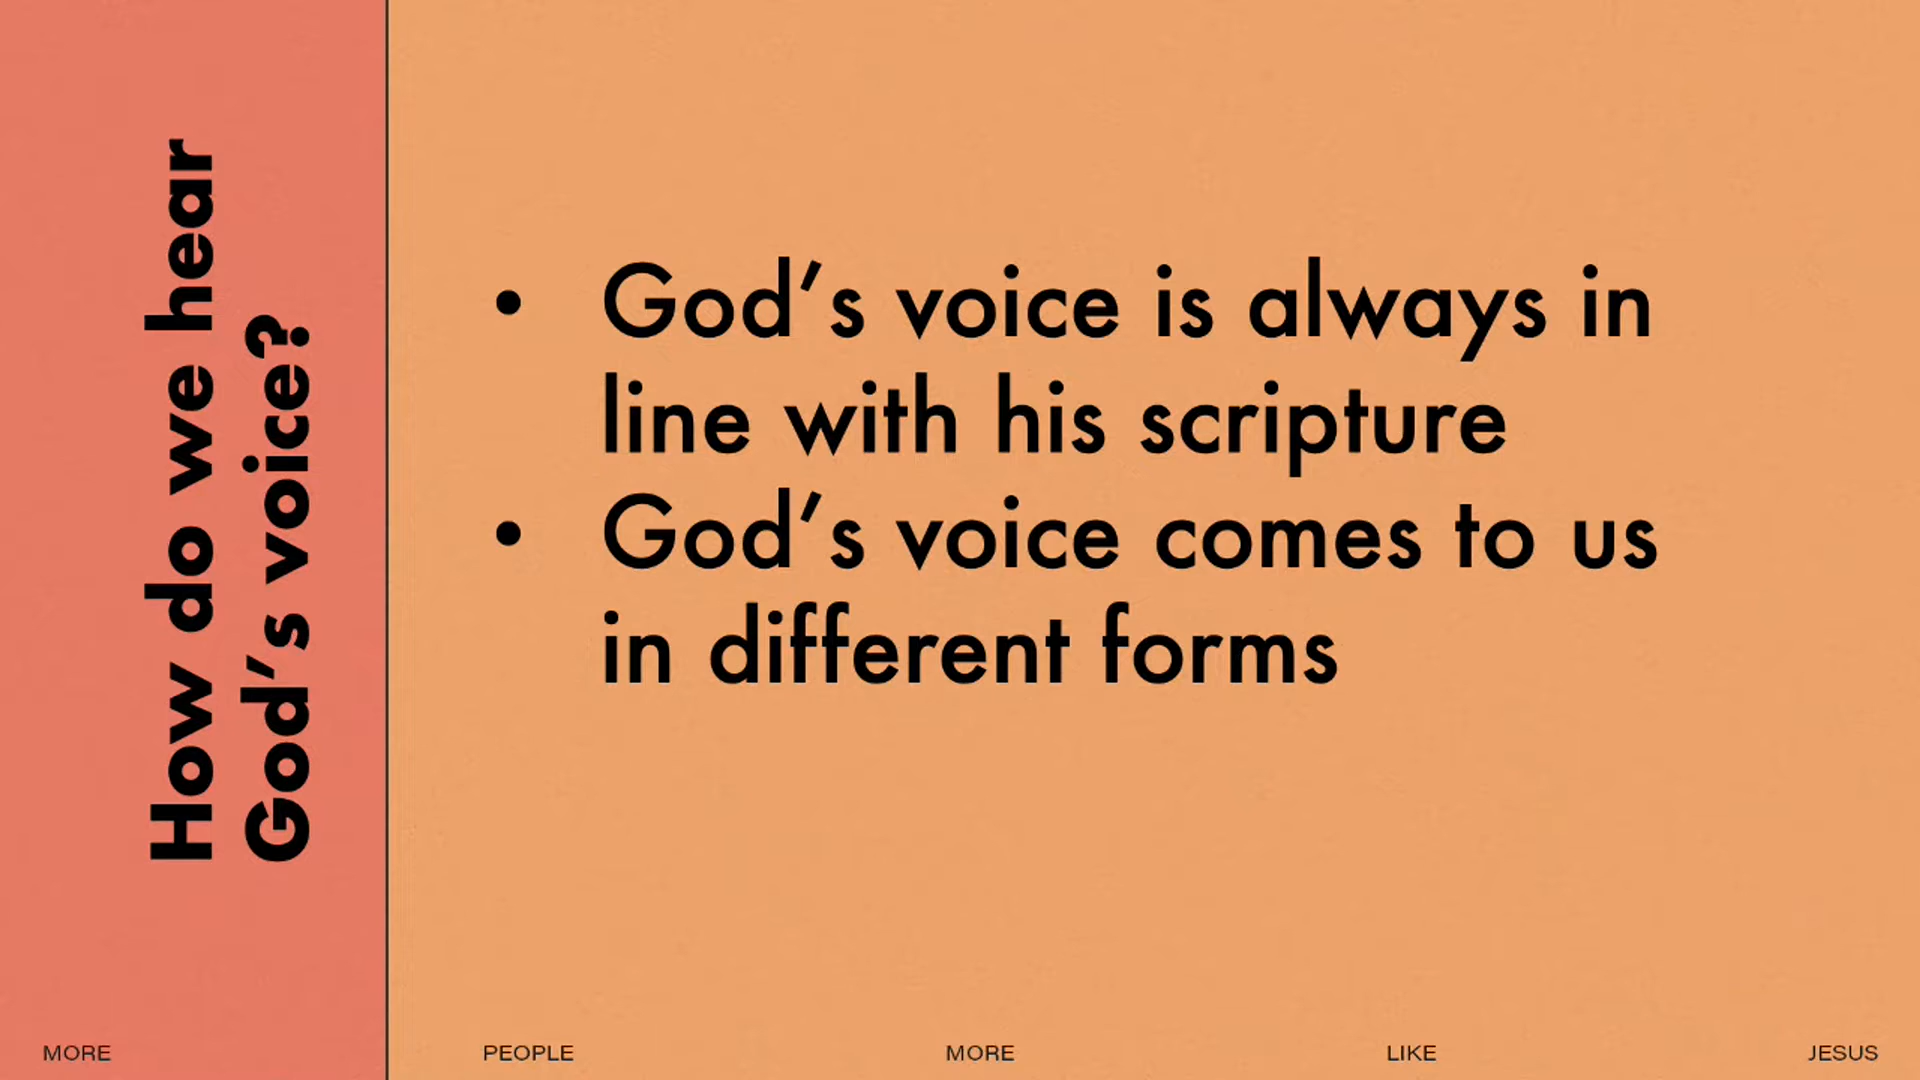 How do we hear
God’s voice?
• God’s voice is always in
line with his scripture
• God’s voice comes to us
in different forms
MORE PEOPLE MORE LIKE JESUS